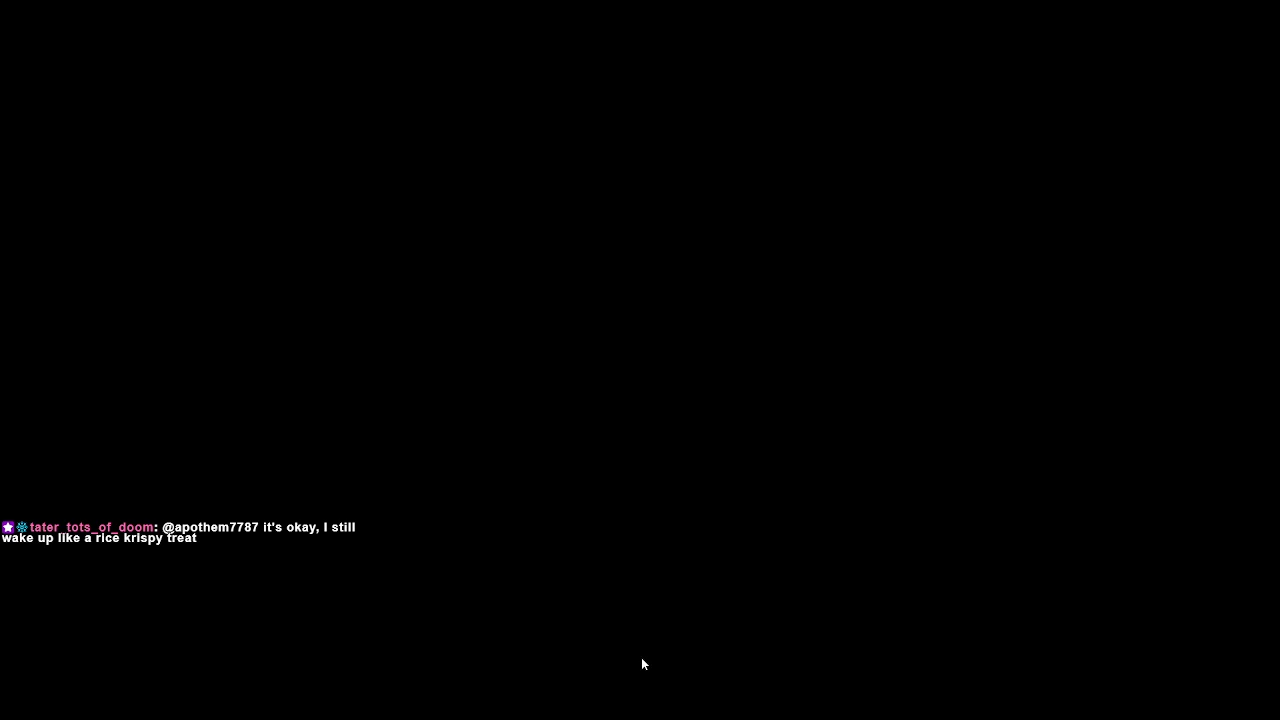 tater_tots_of_doom: @apothem7787 it's okay, I still
wake up like a rice krispy treat